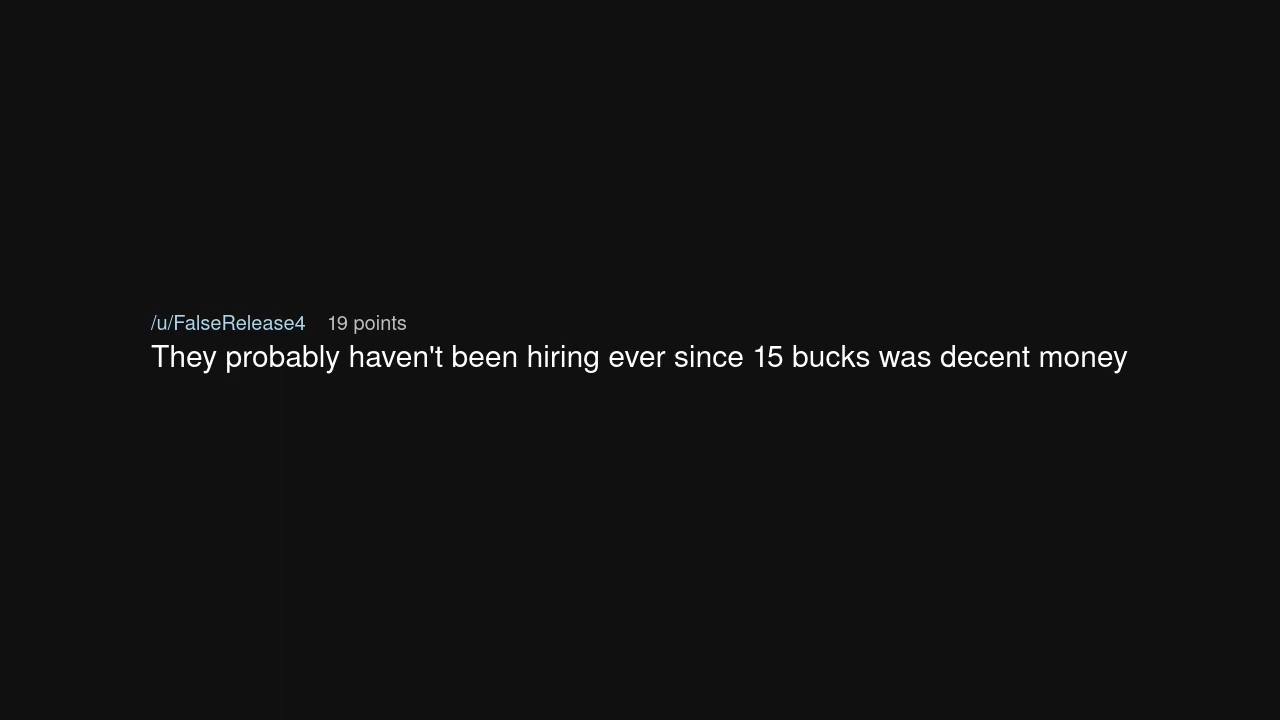 /u/FalseRelease4 19 points
They probably haven't been hiring ever since 15 bucks was decent money